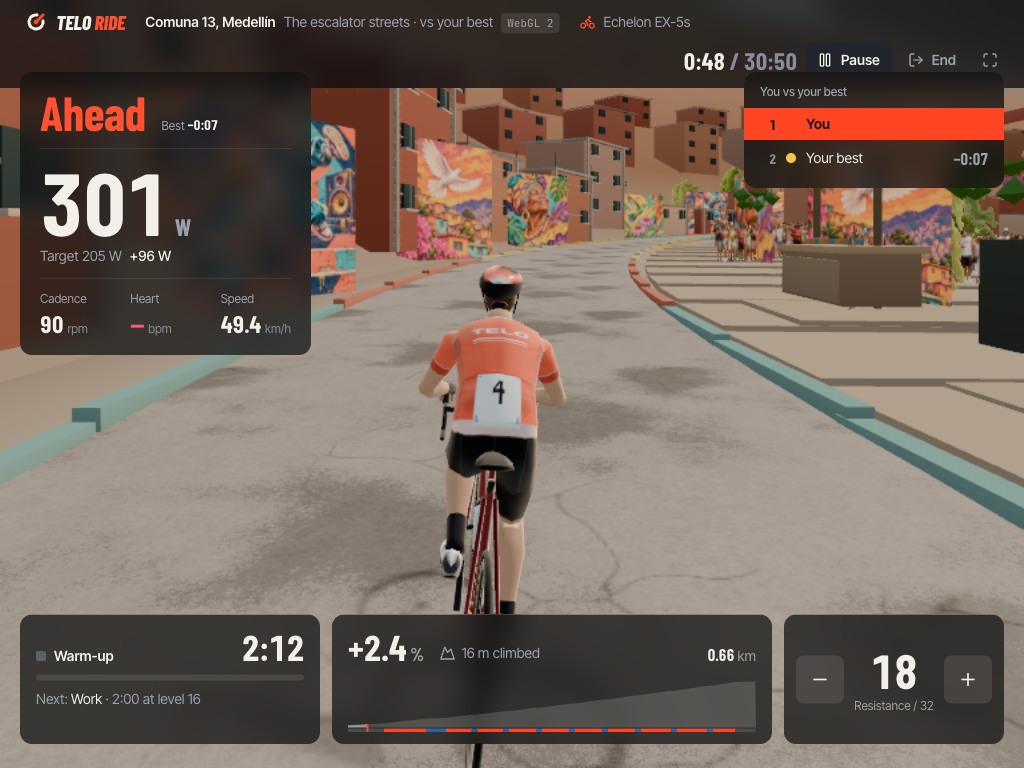 TELO RIDE Comuna 13, Medellín The escalator streets · vs your best WebGL 2 Echelon EX-5s
0:48 / 30:50 Pause End
Ahead Best −0:07
301 W
Target 205 W +96 W
Cadence Heart Speed
90 rpm — bpm 49.4 km/h
You vs your best
1 You
2 Your best −0:07
TELO
4
Warm-up 2:12
Next: Work · 2:00 at level 16
+2.4 % 16 m climbed 0.66 km
− 18 +
Resistance / 32